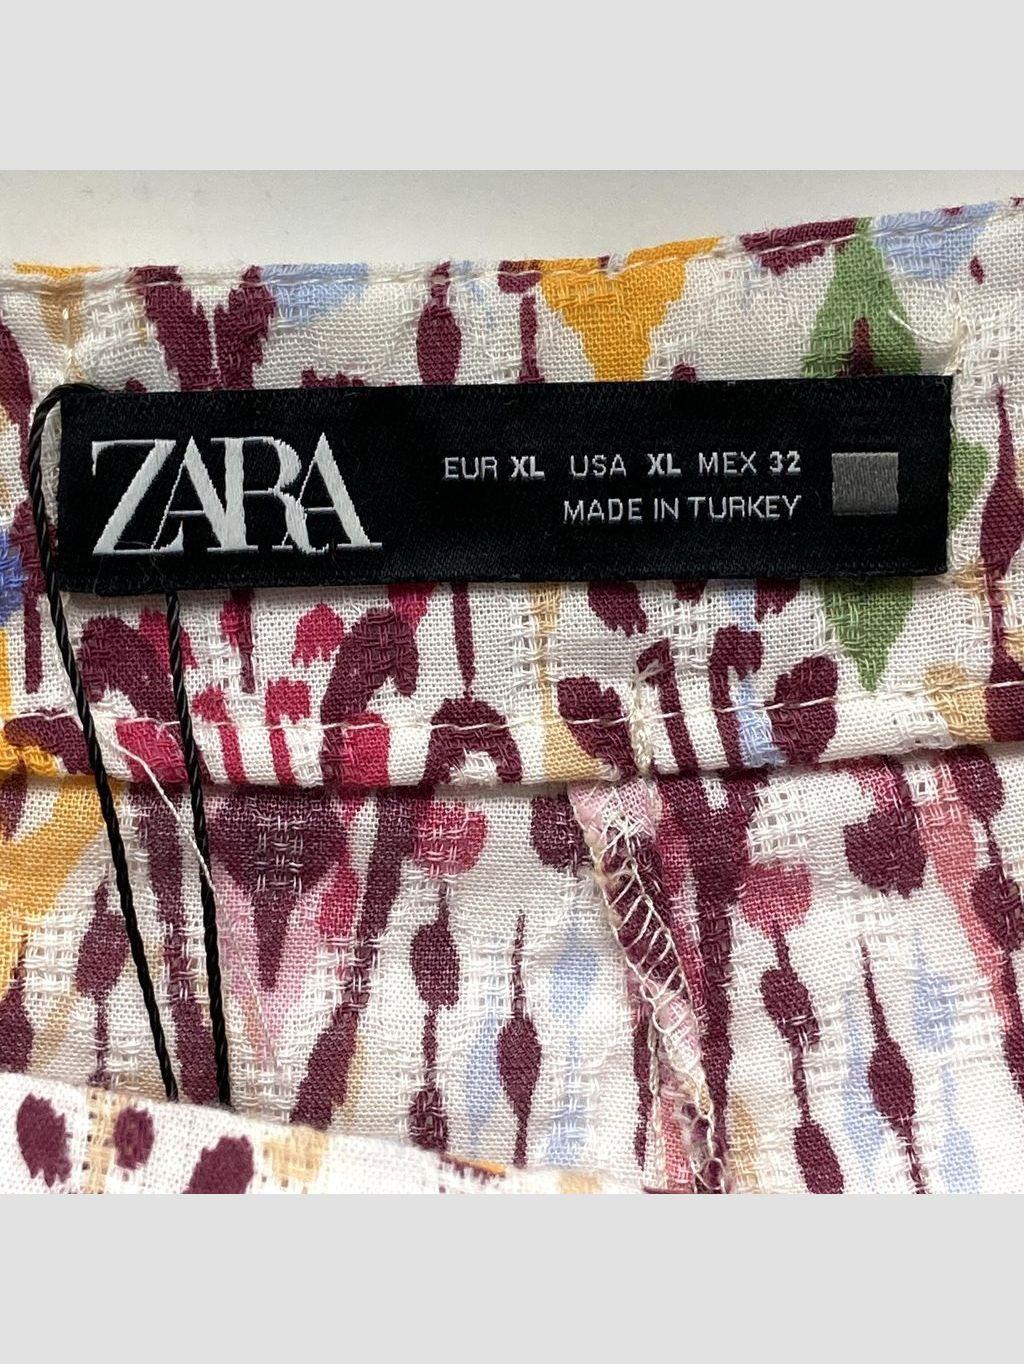 ZARA
EUR XL USA XL MEX 32
MADE IN TURKEY